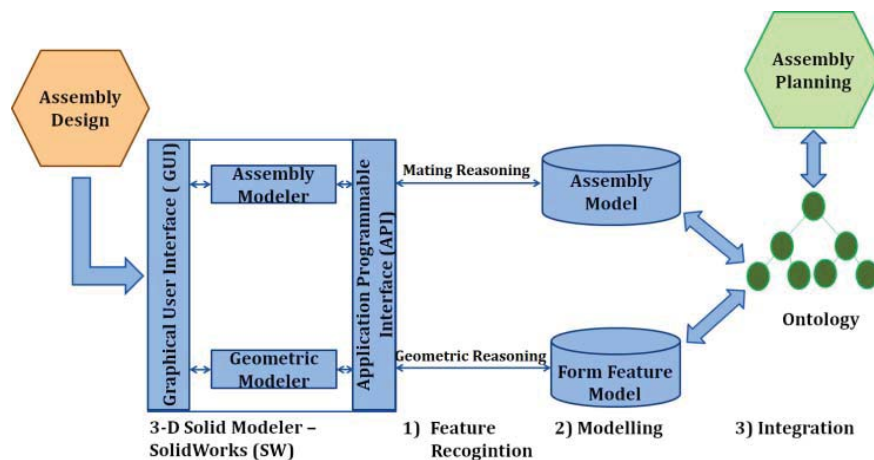 Assembly
Design
Assembly
Planning
Graphical User Interface ( GUI)
Assembly
Modeler
Geometric
Modeler
Application Programmable
Interface (API)
Mating Reasoning
Geometric Reasoning
Assembly
Model
Form Feature
Model
Ontology
3-D Solid Modeler –
SolidWorks (SW)
1) Feature
Recogintion
2) Modelling
3) Integration